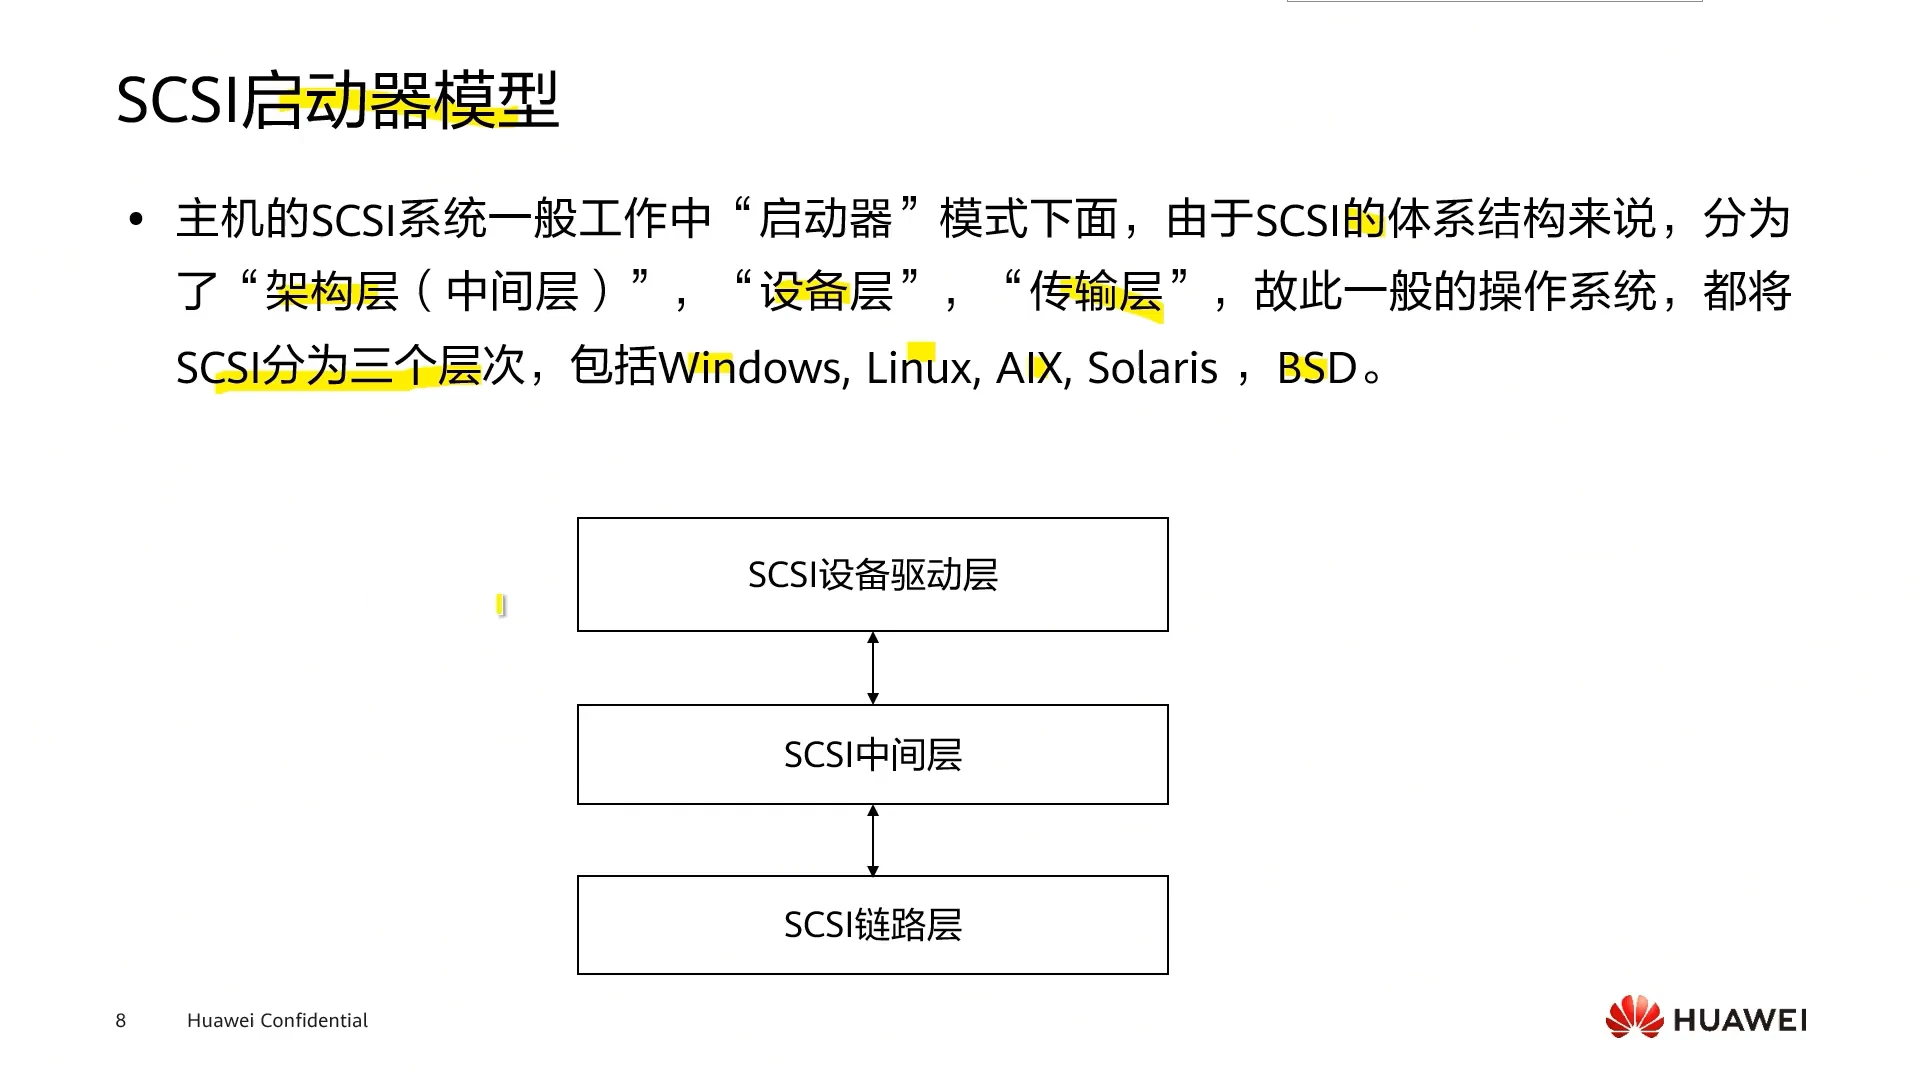 SCSI启动器模型
• 主机的SCSI系统一般工作中“启动器”模式下面，由于SCSI的体系结构来说，分为
了“架构层（中间层）”，“设备层”，“传输层”，故此一般的操作系统，都将
SCSI分为三个层次，包括Windows, Linux, AIX, Solaris ，BSD。
SCSI设备驱动层
SCSI中间层
SCSI链路层
8 Huawei Confidential
HUAWEI